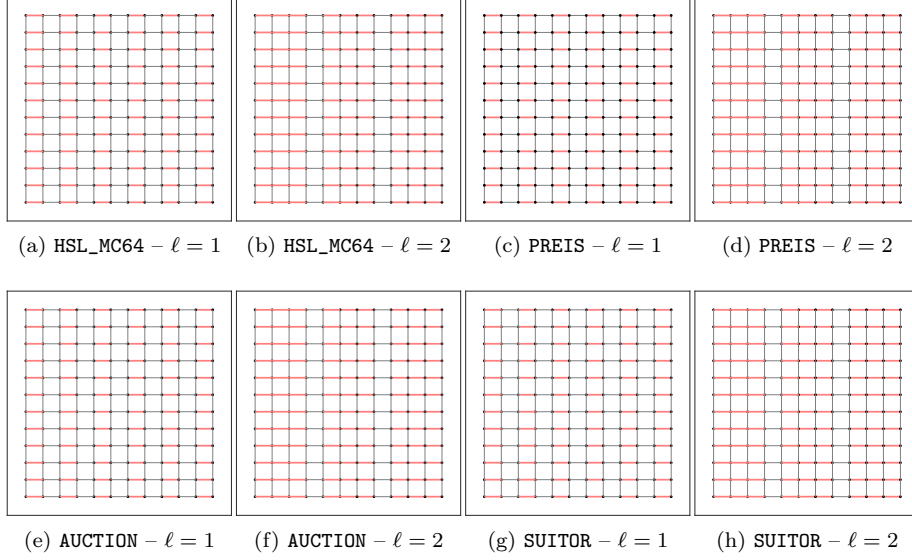 (a) HSL_MC64 – ℓ = 1 (b) HSL_MC64 – ℓ = 2 (c) PREIS – ℓ = 1 (d) PREIS – ℓ = 2
(e) AUCTION – ℓ = 1 (f) AUCTION – ℓ = 2 (g) SUITOR – ℓ = 1 (h) SUITOR – ℓ = 2